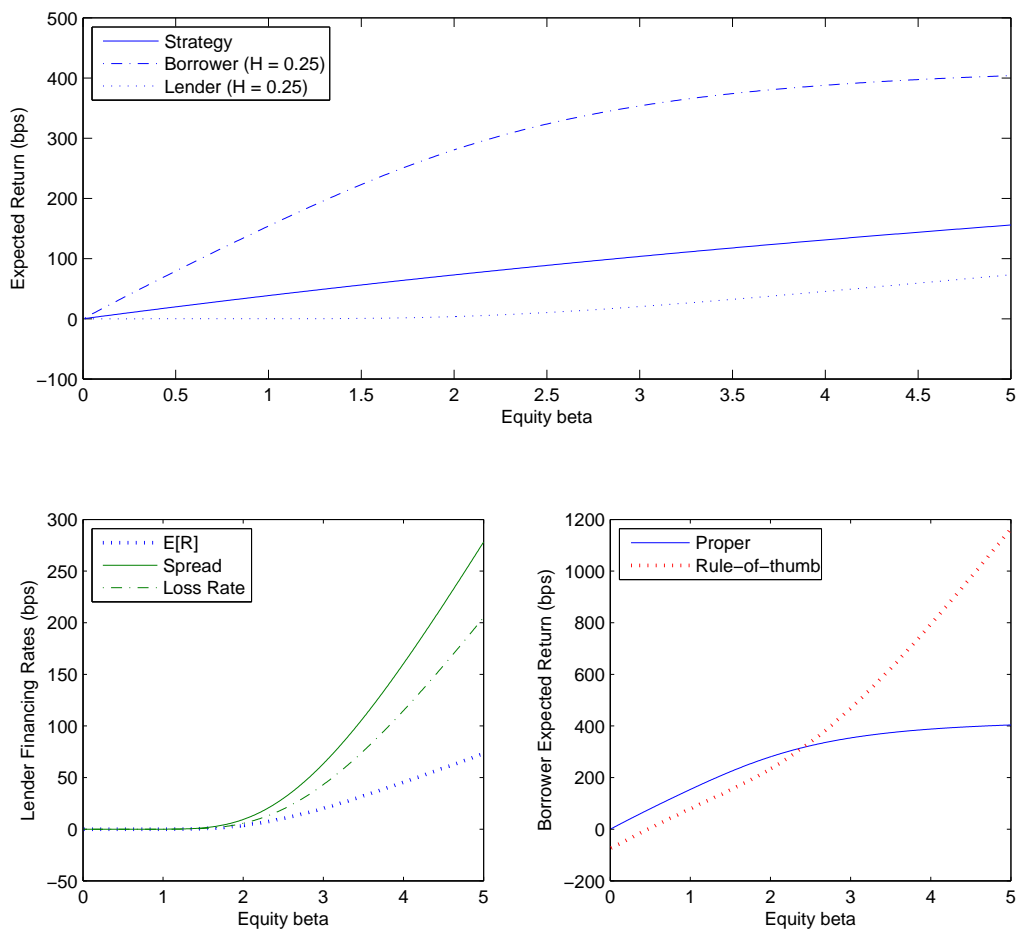 500
400
300
200
100
0
−100
Expected Return (bps)
Strategy
Borrower (H = 0.25)
Lender (H = 0.25)
0 0.5 1 1.5 2 2.5 3 3.5 4 4.5 5
Equity beta
300
250
200
150
100
50
0
−50
Lender Financing Rates (bps)
E[R]
Spread
Loss Rate
0 1 2 3 4 5
Equity beta
1200
1000
800
600
400
200
0
−200
Borrower Expected Return (bps)
Proper
Rule−of−thumb
0 1 2 3 4 5
Equity beta